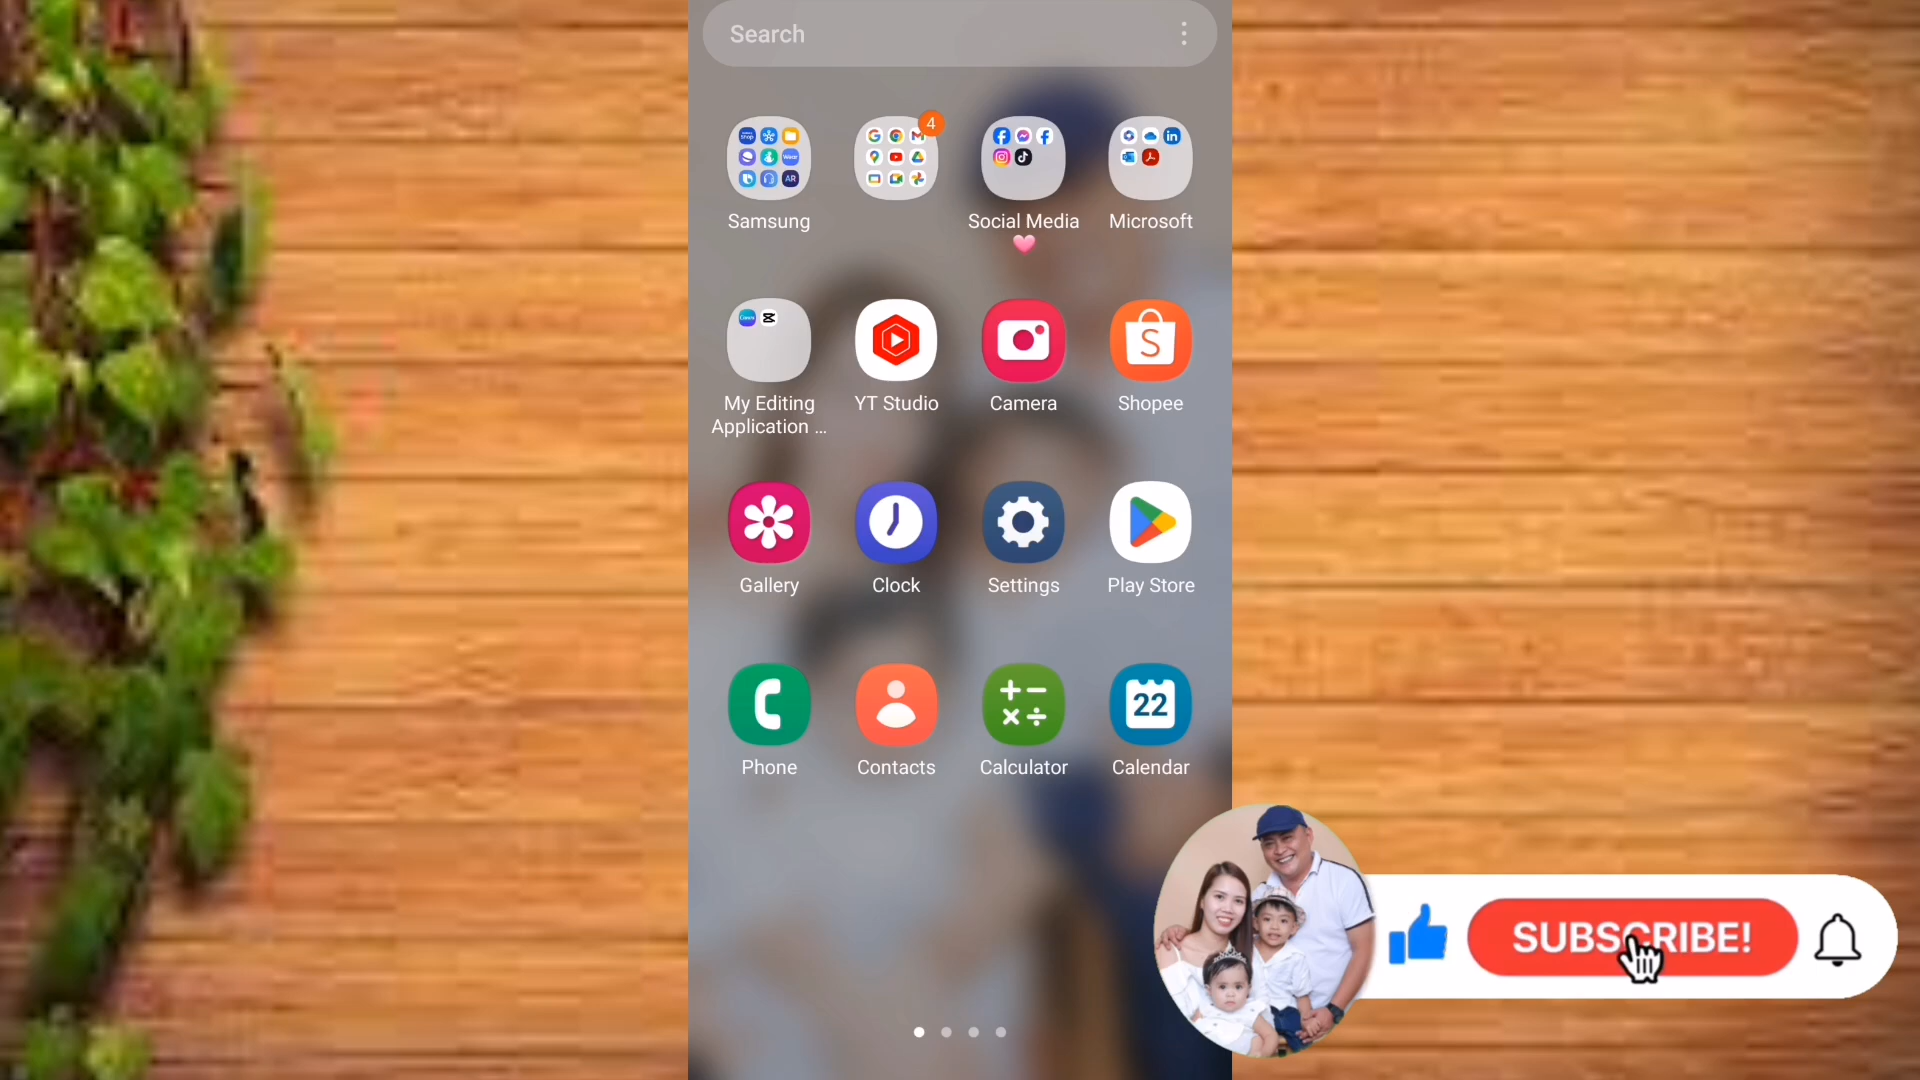 Search
4
Samsung
Social Media
🩷
Microsoft
My Editing
Application ...
YT Studio
Camera
S
Shopee
Gallery
Clock
Settings
Play Store
22
Phone
Contacts
Calculator
Calendar
SUBSCRIBE!